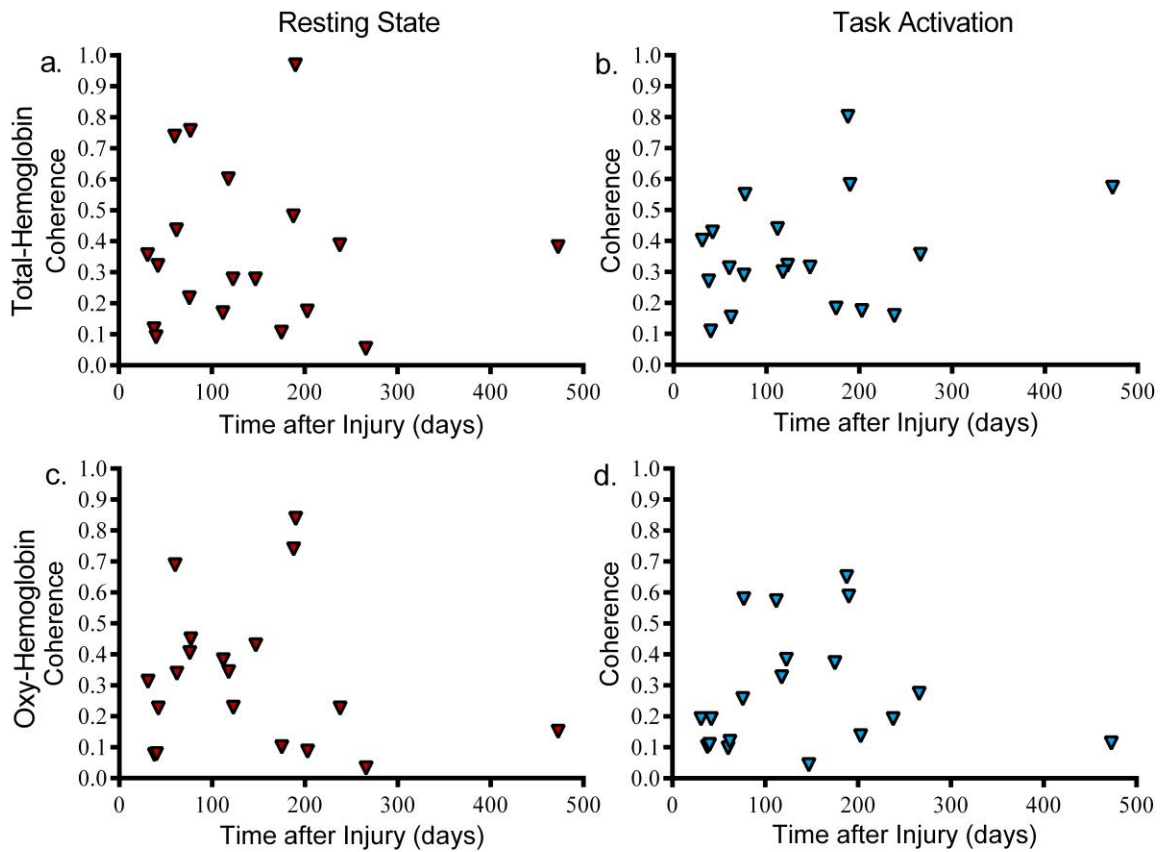 Resting State
Task Activation
a.
b.
Total-Hemoglobin
Coherence
Coherence
1.0
0.9
0.8
0.7
0.6
0.5
0.4
0.3
0.2
0.1
0.0
1.0
0.9
0.8
0.7
0.6
0.5
0.4
0.3
0.2
0.1
0.0
0 100 200 300 400 500
0 100 200 300 400 500
Time after Injury (days)
Time after Injury (days)
c.
d.
Oxy-Hemoglobin
Coherence
Coherence
1.0
0.9
0.8
0.7
0.6
0.5
0.4
0.3
0.2
0.1
0.0
1.0
0.9
0.8
0.7
0.6
0.5
0.4
0.3
0.2
0.1
0.0
0 100 200 300 400 500
0 100 200 300 400 500
Time after Injury (days)
Time after Injury (days)